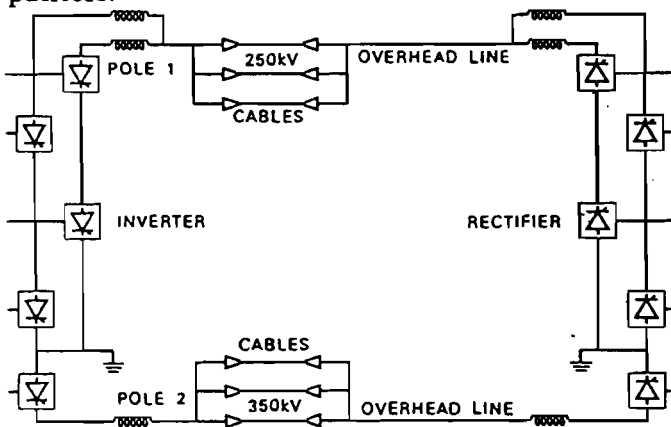 POLE 1
250kV
OVERHEAD LINE
CABLES
INVERTER
RECTIFIER
CABLES
POLE 2
350kV
OVERHEAD LINE